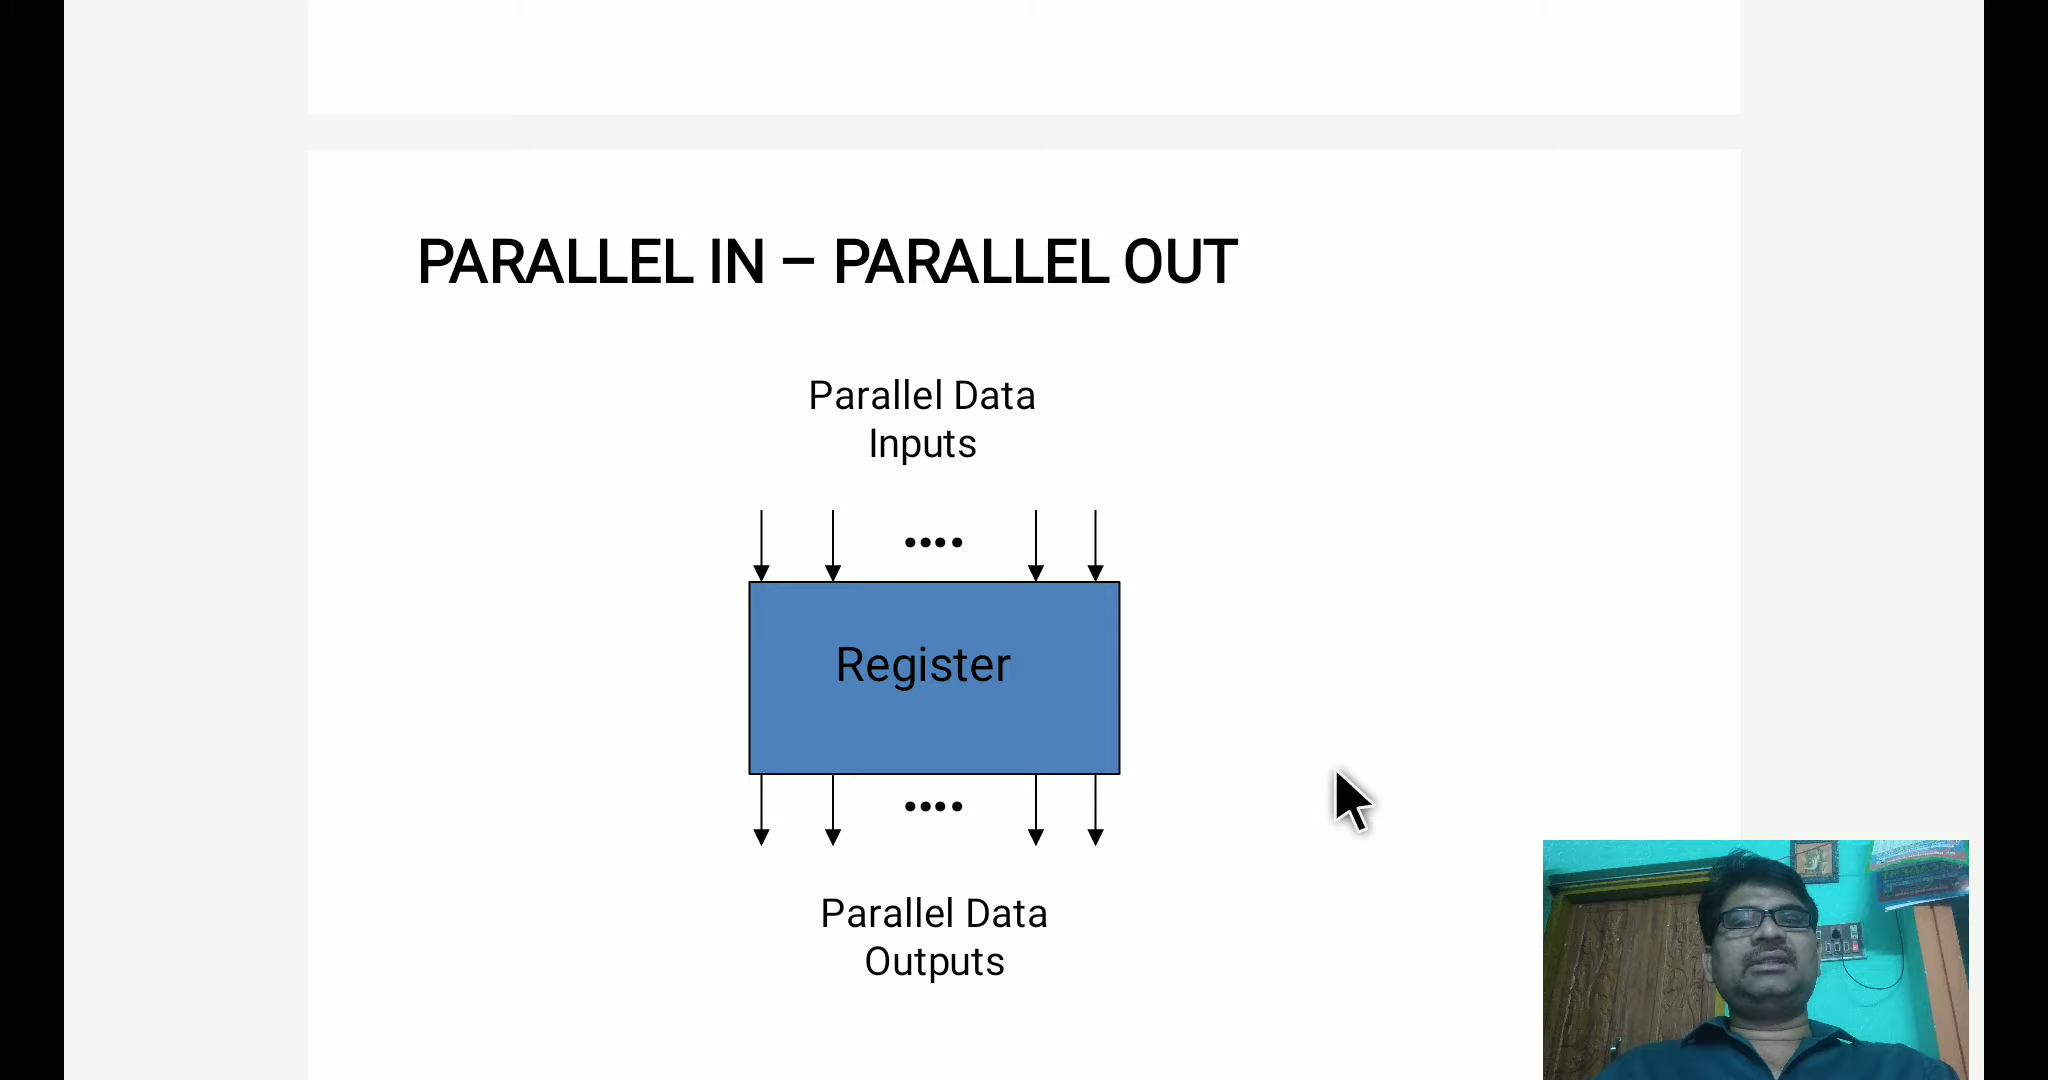 PARALLEL IN – PARALLEL OUT
Parallel Data
Inputs
••••
Register
••••
Parallel Data
Outputs